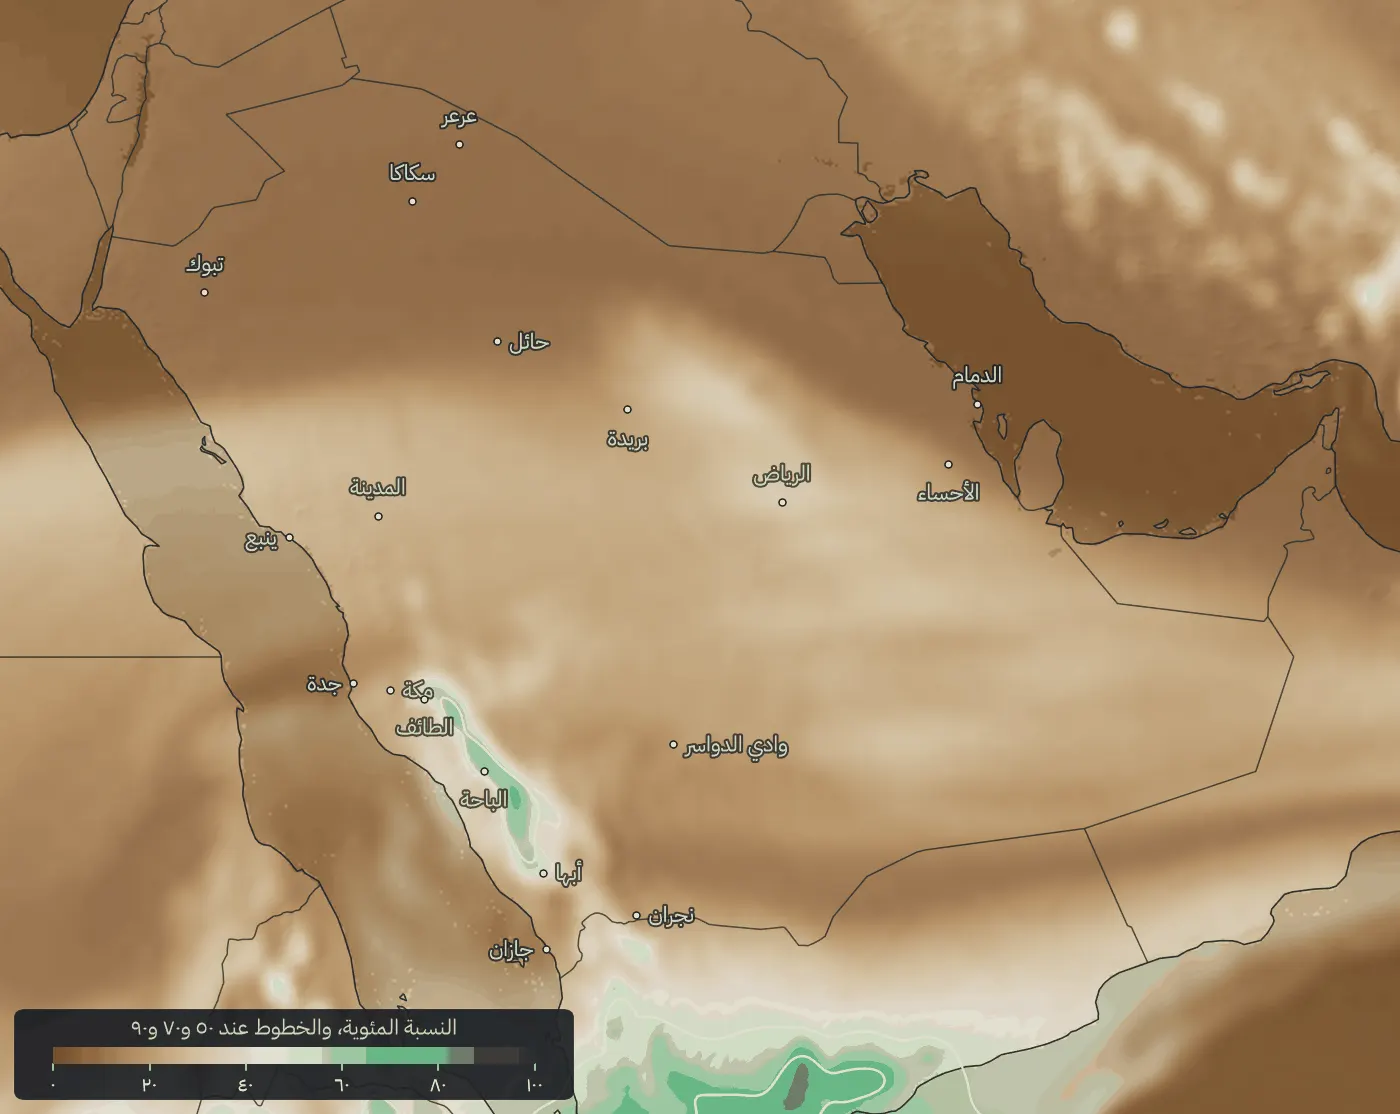 عرعر
سكاكا
تبوك
حائل
الدمام
بريدة
الرياض
الأحساء
المدينة
ينبع
جدة
مكة
الطائف
وادي الدواسر
الباحة
أبها
نجران
جازان
النسبة المئوية، والخطوط عند ٥٠ و٧٠ و٩٠
٠ ٢٠ ٤٠ ٦٠ ٨٠ ١٠٠